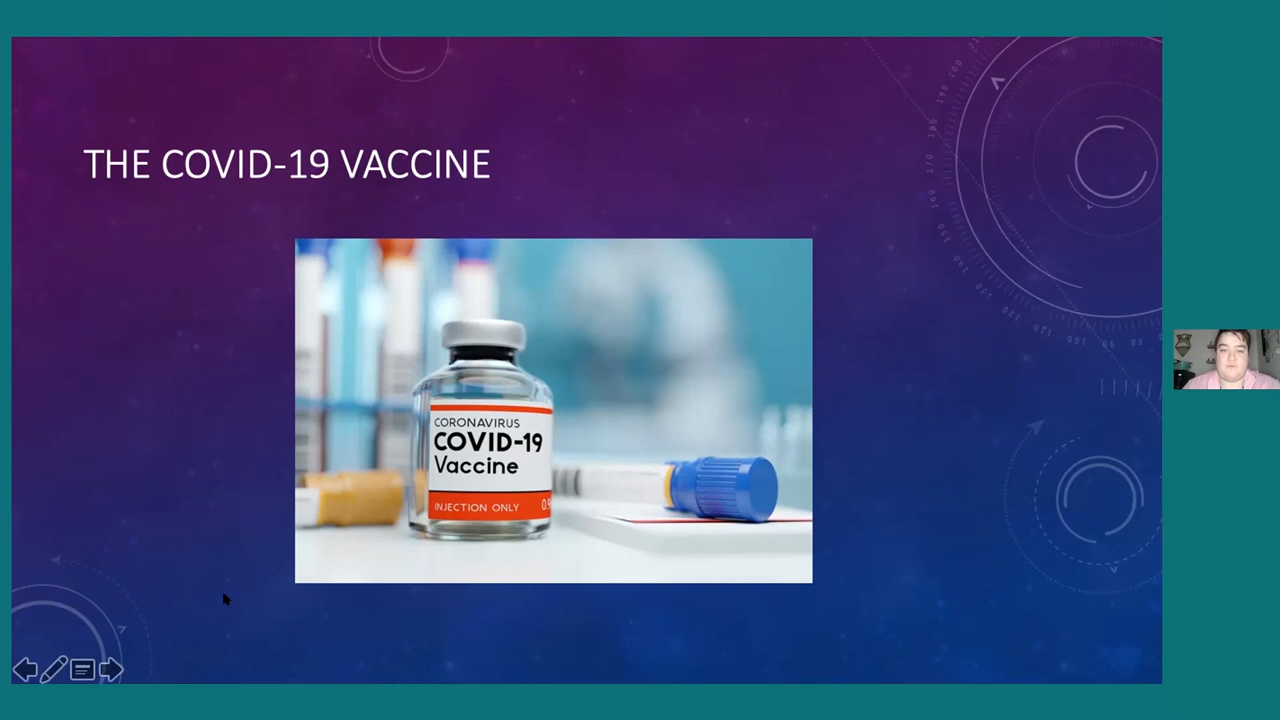 THE COVID-19 VACCINE
CORONAVIRUS
COVID-19
Vaccine
INJECTION ONLY